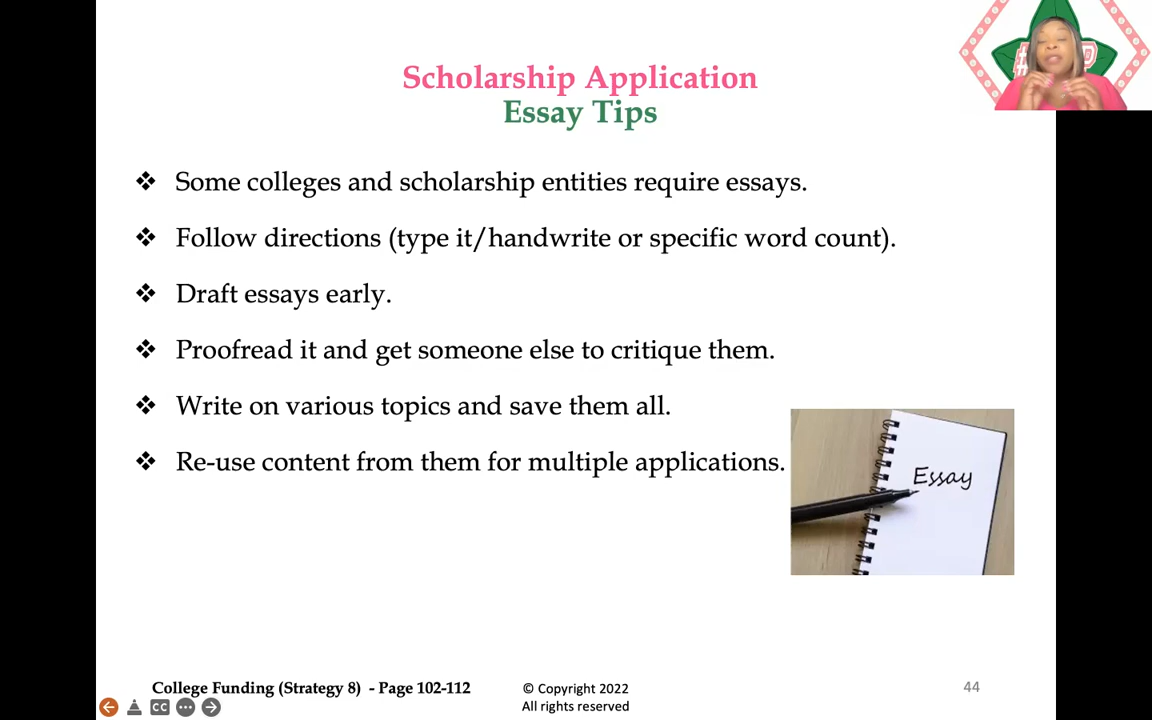 Scholarship Application
Essay Tips
❖ Some colleges and scholarship entities require essays.
❖ Follow directions (type it/handwrite or specific word count).
❖ Draft essays early.
❖ Proofread it and get someone else to critique them.
❖ Write on various topics and save them all.
❖ Re-use content from them for multiple applications.
Essay
College Funding (Strategy 8) - Page 102-112
© Copyright 2022
All rights reserved
44
CC